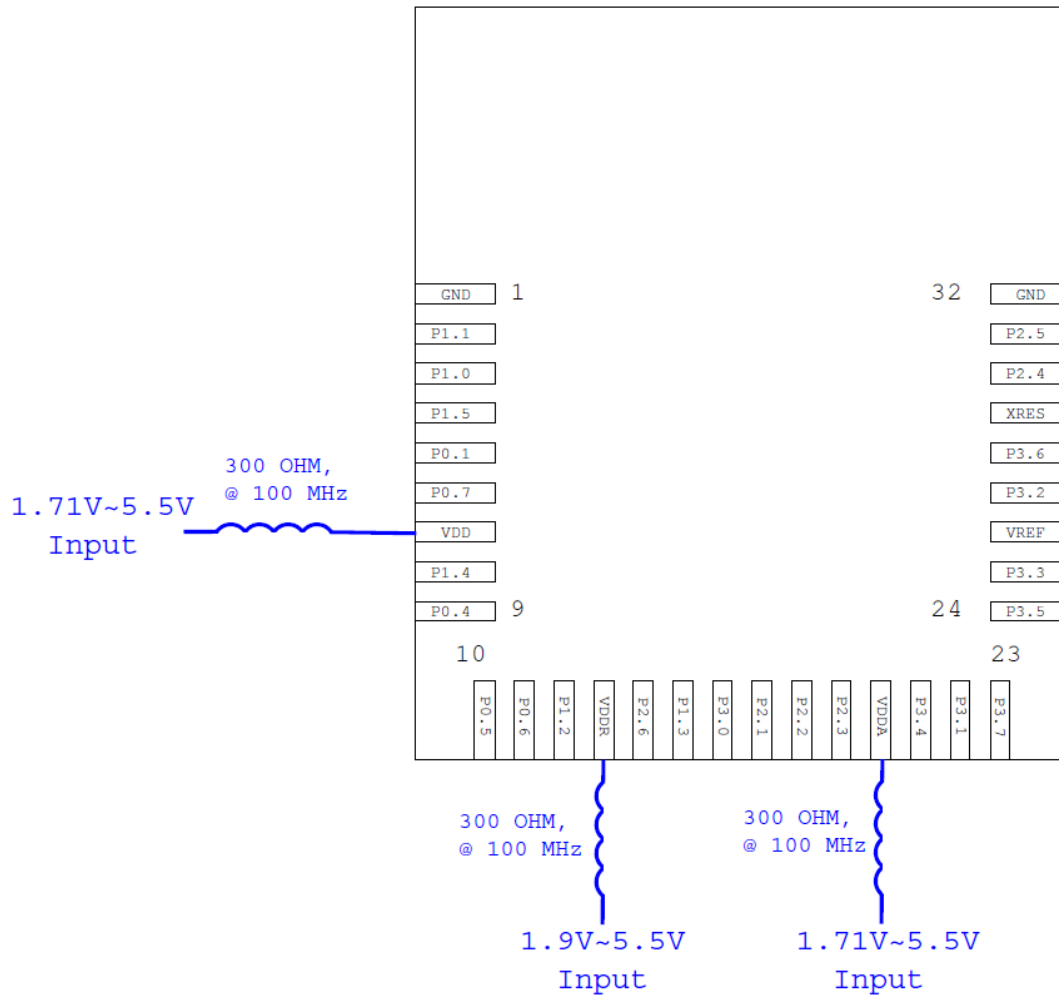 GND 1
P1.1
P1.0
P1.5
P0.1
P0.7
VDD
P1.4
P0.4 9
300 OHM,
@ 100 MHz
1.71V~5.5V
Input
32 GND
P2.5
P2.4
XRES
P3.6
P3.2
VREF
P3.3
24 P3.5
10
23
P0.5
P0.6
P1.2
VDDR
P2.6
P1.3
P3.0
P2.1
P2.2
P2.3
VDDA
P3.4
P3.1
P3.7
300 OHM,
@ 100 MHz
1.9V~5.5V
Input
300 OHM,
@ 100 MHz
1.71V~5.5V
Input